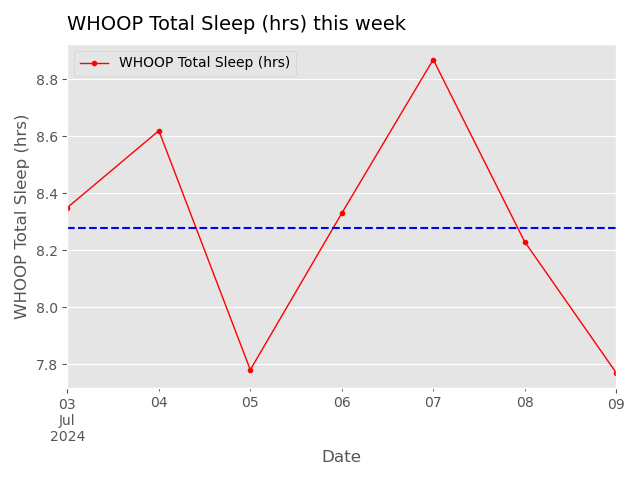 WHOOP Total Sleep (hrs) this week
WHOOP Total Sleep (hrs)
WHOOP Total Sleep (hrs)
8.8
8.6
8.4
8.2
8.0
7.8
03 04 05 06 07 08 09
Jul
2024
Date